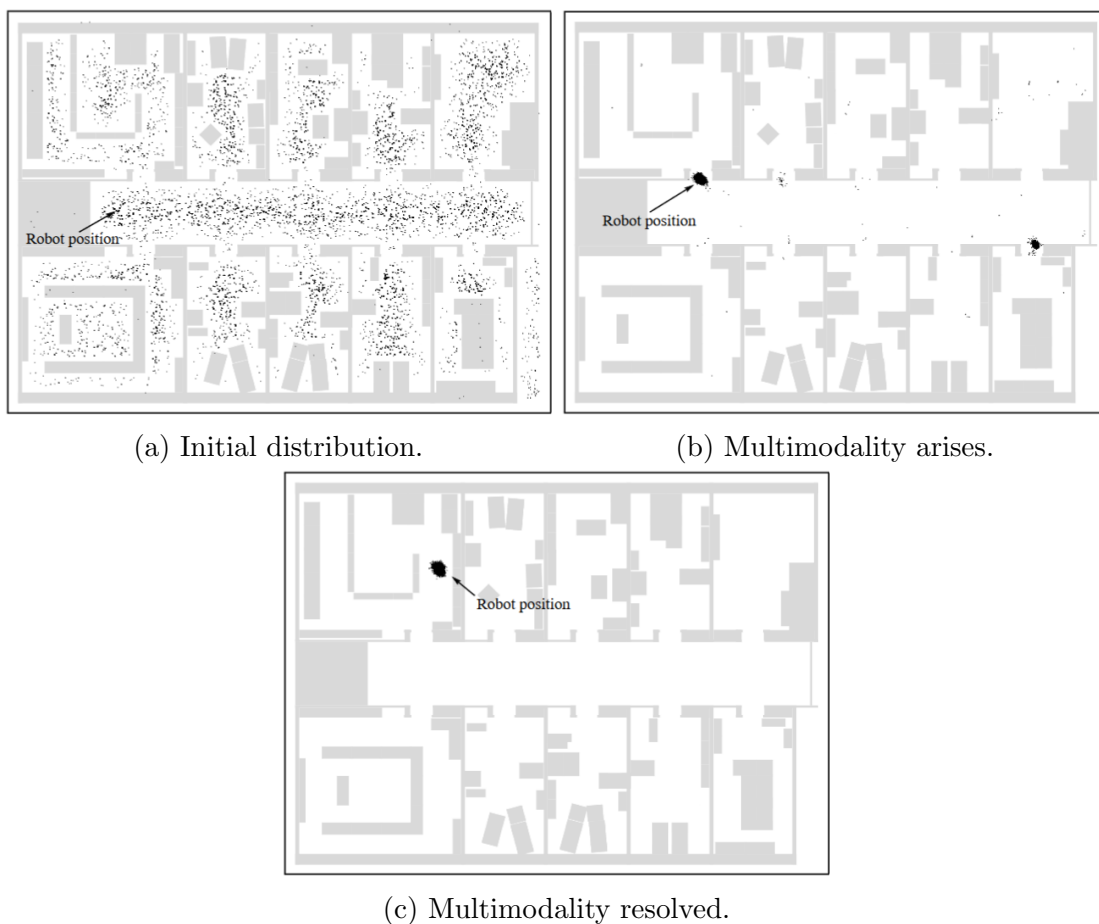 Robot position
Robot position
(a) Initial distribution.
(b) Multimodality arises.
Robot position
(c) Multimodality resolved.